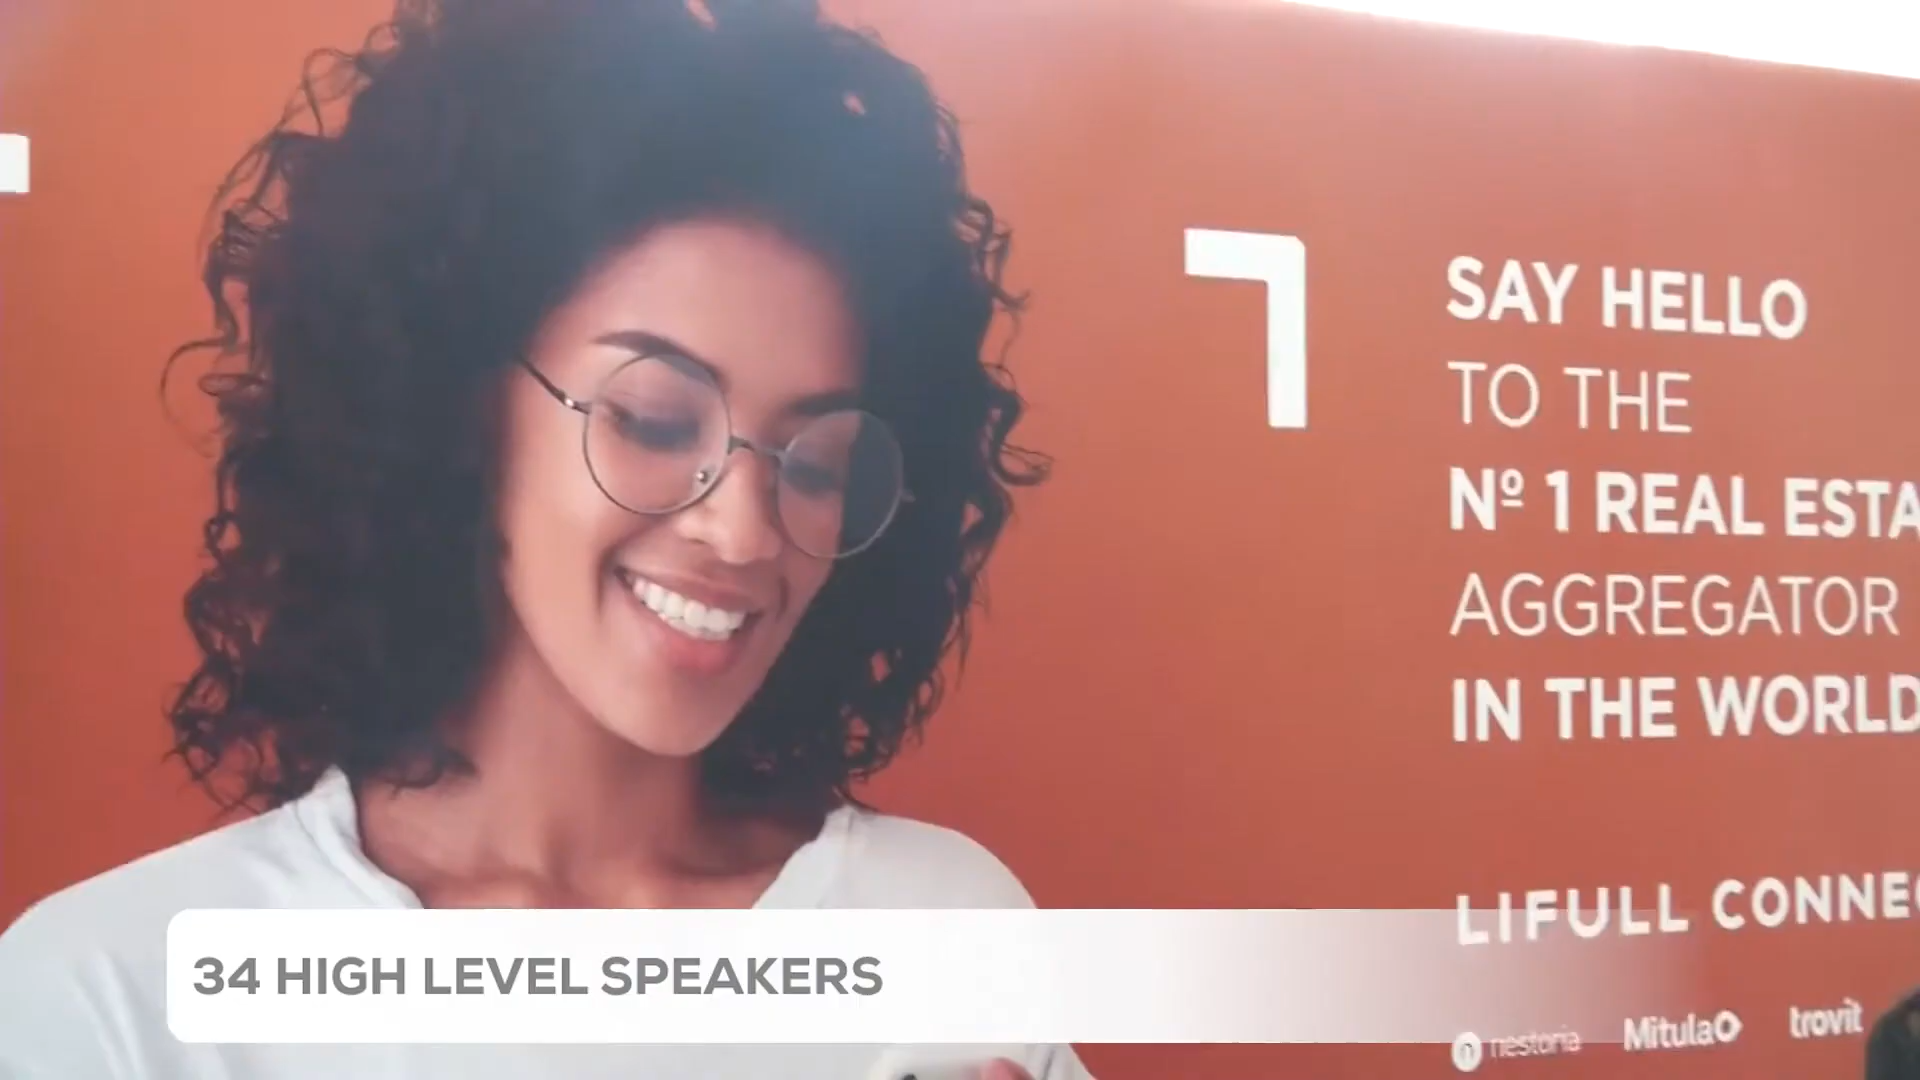 SAY HELLO
TO THE
Nº 1 REAL ESTA
AGGREGATOR
IN THE WORLD
LIFULL CONNEC
nestoria Mitula trovit
34 HIGH LEVEL SPEAKERS